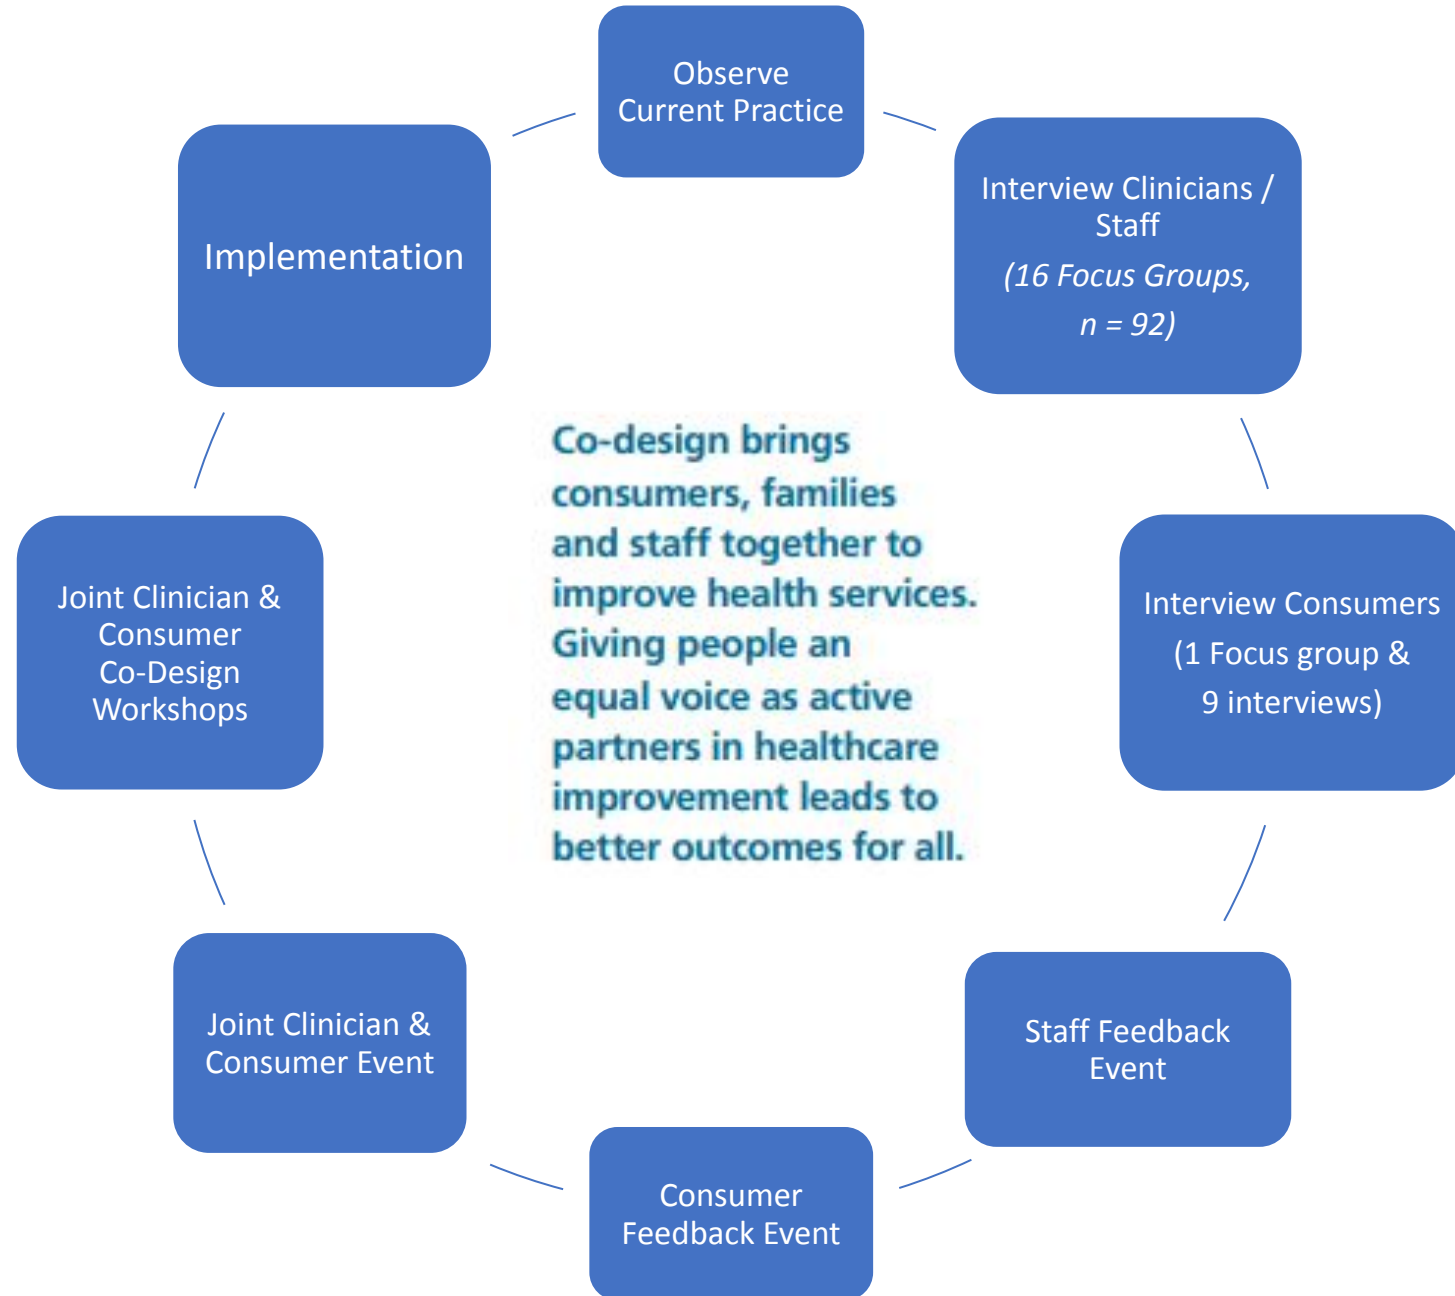 Observe
Current Practice
Interview Clinicians /
Staff
(16 Focus Groups,
n = 92)
Interview Consumers
(1 Focus group &
9 interviews)
Staff Feedback
Event
Consumer
Feedback Event
Joint Clinician &
Consumer Event
Joint Clinician &
Consumer
Co-Design
Workshops
Implementation
Co-design brings
consumers, families
and staff together to
improve health services.
Giving people an
equal voice as active
partners in healthcare
improvement leads to
better outcomes for all.